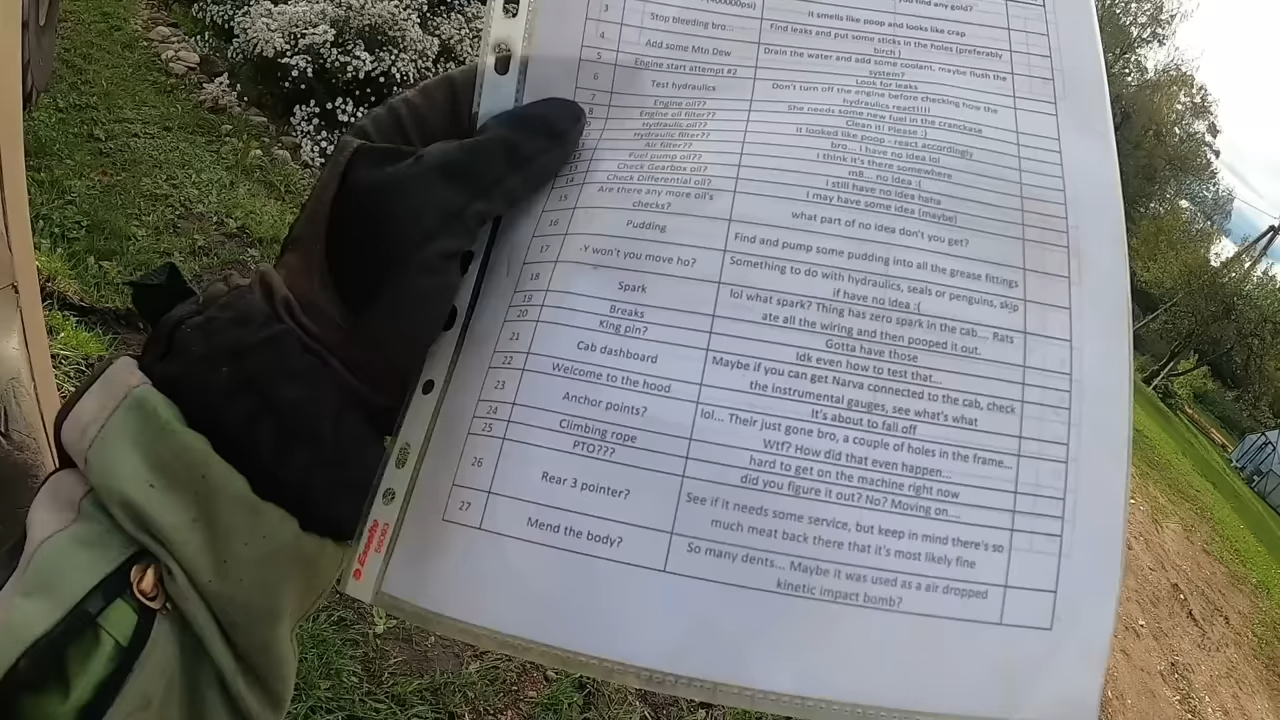 (400000psi)
you find any gold?
It smells like poop and looks like crap
3 Stop bleeding bro... Find leaks and put some sticks in the holes (preferably
birch )
4 Add some Mtn Dew Drain the water and add some coolant, maybe flush the
system?
5 Engine start attempt #2 Look for leaks
6 Test hydraulics Don't turn off the engine before checking how the
hydraulics react!!!!
7 Engine oil?? She needs some new fuel in the cranckase
8 Engine oil filter?? Clean it! Please :)
Hydraulic oil?? It looked like poop - react accordingly
Hydraulic filter?? bro... i have no idea lol
Air filter?? I think it's there somewhere
12 Fuel pump oil?? m8... no idea :(
13 Check Gearbox oil? I still have no idea haha
14 Check Differential oil? I may have some idea (maybe)
15 Are there any more oil's
checks? what part of no idea don't you get?
16 Pudding Find and pump some pudding into all the grease fittings
17 Y won't you move ho? Something to do with hydraulics, seals or penguins, skip
if have no idea :(
18 Spark lol what spark? Thing has zero spark in the cab... Rats
ate all the wiring and then pooped it out.
19 Breaks Gotta have those
20 King pin? Idk even how to test that...
21 Cab dashboard Maybe if you can get Narva connected to the cab, check
the instrumental gauges, see what's what
22 Welcome to the hood It's about to fall off
23 Anchor points? lol... Their just gone bro, a couple of holes in the frame...
Wtf? How did that even happen...
24 Climbing rope hard to get on the machine right now
25 PTO??? did you figure it out? No? Moving on....
26 Rear 3 pointer? See if it needs some service, but keep in mind there's so
much meat back there that it's most likely fine
27 Mend the body? So many dents... Maybe it was used as a air dropped
kinetic impact bomb?
Esselte